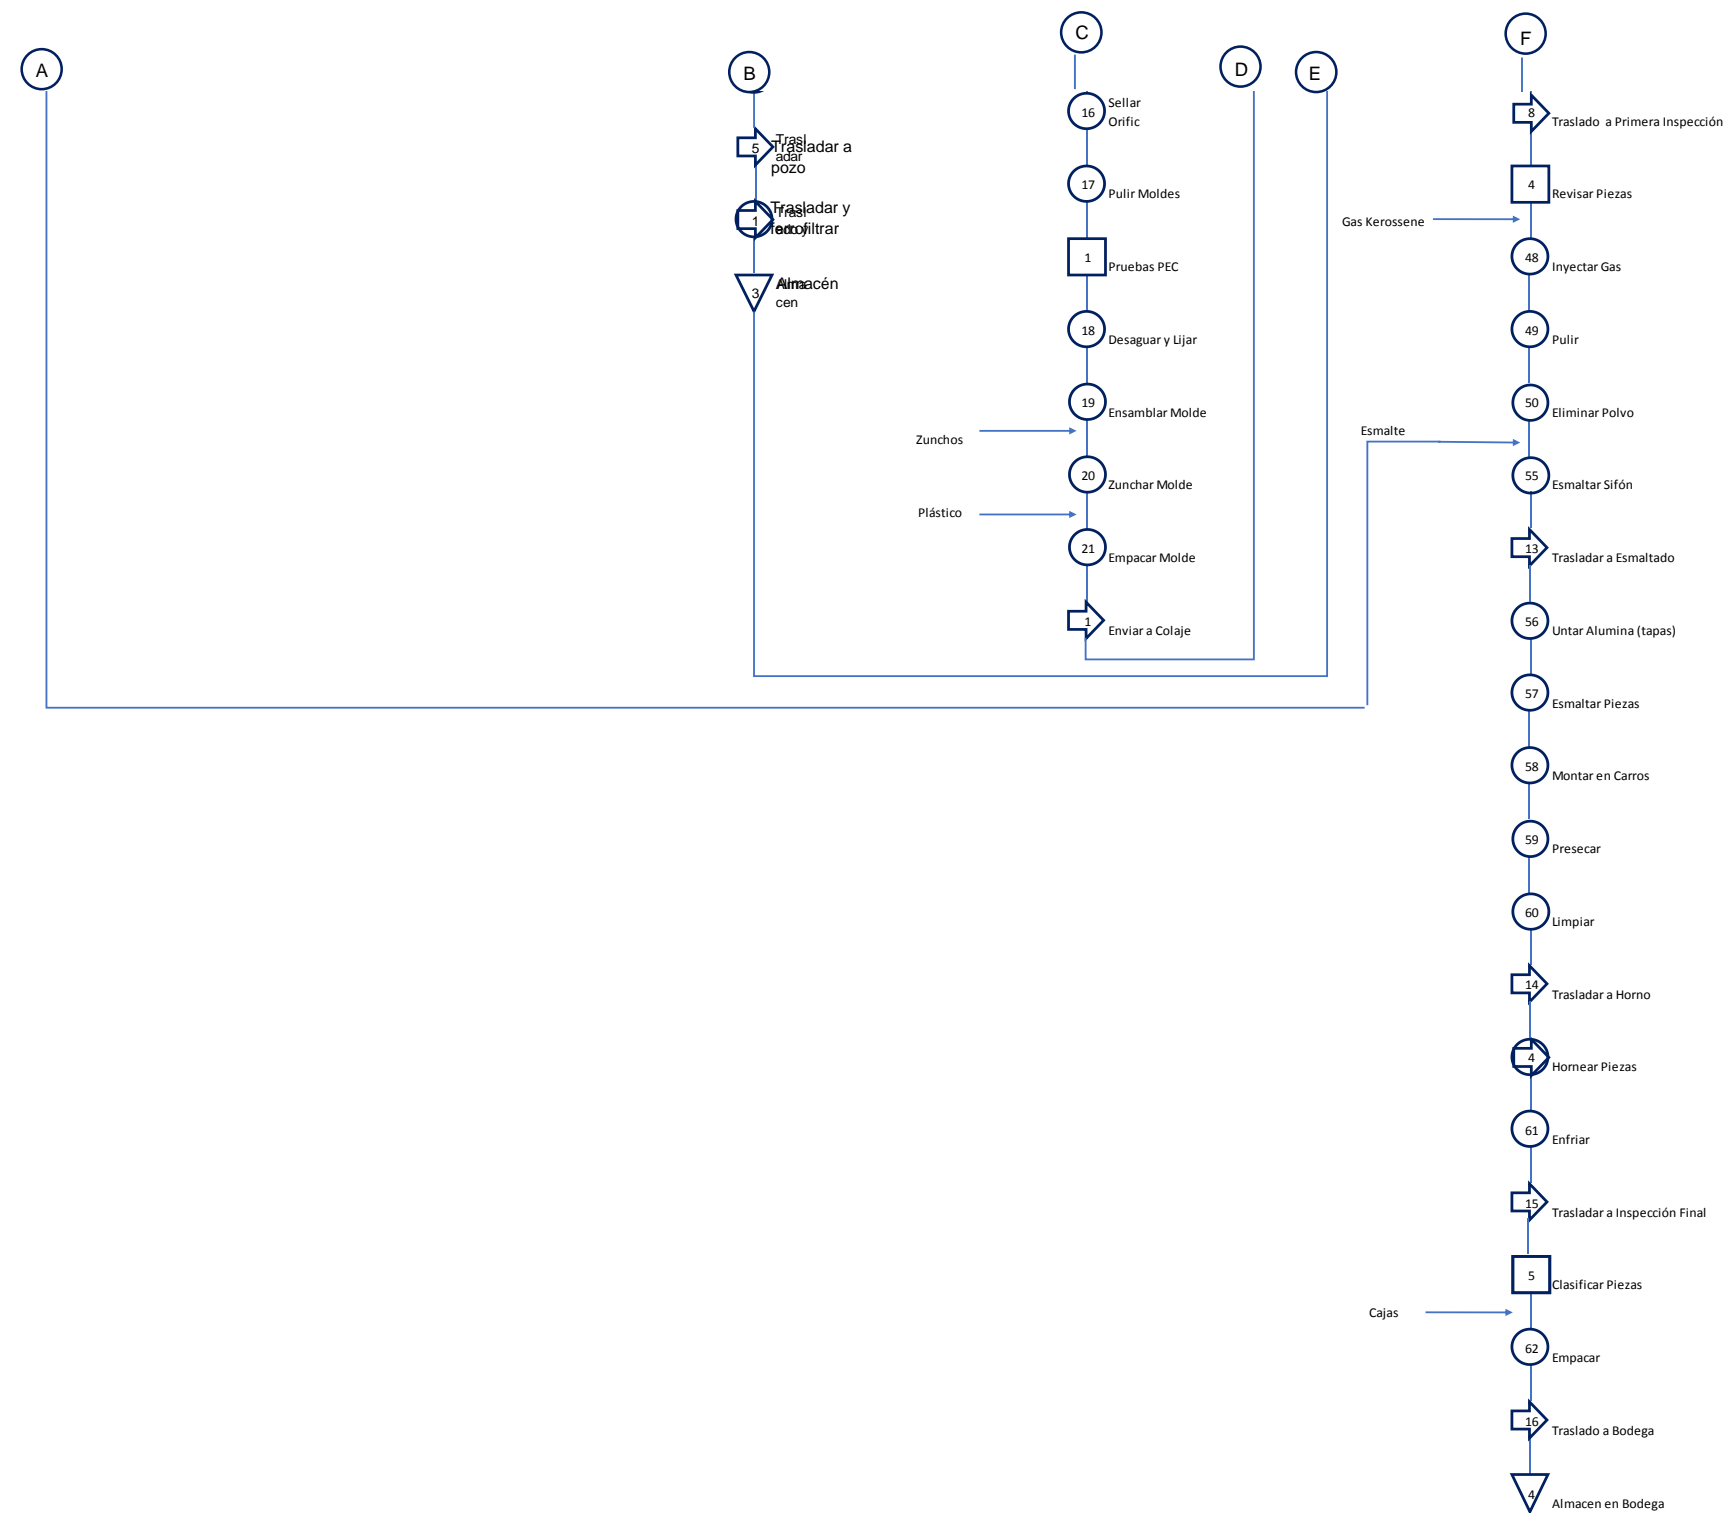 A
B
C
D
E
F
5
Trasladar a
pozo
Trasl
adar
1
Trasladar y
ferrofiltrar
3
Almacén
cen
16
Sellar
Orific
17
Pulir Moldes
1
Pruebas PEC
18
Desaguar y Lijar
19
Ensamblar Molde
Zunchos
20
Zunchar Molde
Plástico
21
Empacar Molde
1
Enviar a Colaje
8
Traslado a Primera Inspección
4
Revisar Piezas
Gas Kerossene
48
Inyectar Gas
49
Pulir
50
Eliminar Polvo
Esmalte
55
Esmaltar Sifón
13
Trasladar a Esmaltado
56
Untar Alumina (tapas)
57
Esmaltar Piezas
58
Montar en Carros
59
Presecar
60
Limpiar
14
Trasladar a Horno
4
Hornear Piezas
61
Enfriar
15
Trasladar a Inspección Final
5
Clasificar Piezas
Cajas
62
Empacar
16
Traslado a Bodega
4
Almacen en Bodega